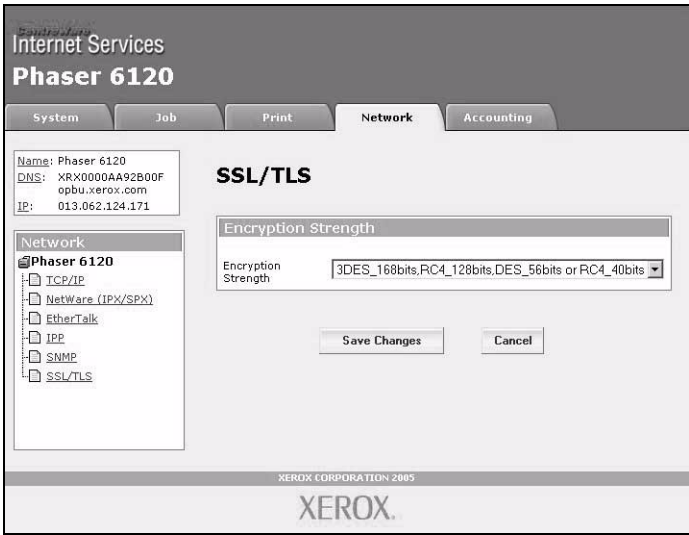 CentreWare
Internet Services
Phaser 6120
System Job Print Network Accounting
Name: Phaser 6120
DNS: XRX0000AA92B00F
opbu.xerox.com
IP: 013.062.124.171
Network
Phaser 6120
TCP/IP
NetWare (IPX/SPX)
EtherTalk
IPP
SNMP
SSL/TLS
SSL/TLS
Encryption Strength
Encryption
Strength
3DES_168bits,RC4_128bits,DES_56bits or RC4_40bits
Save Changes Cancel
XEROX CORPORATION 2005
XEROX.